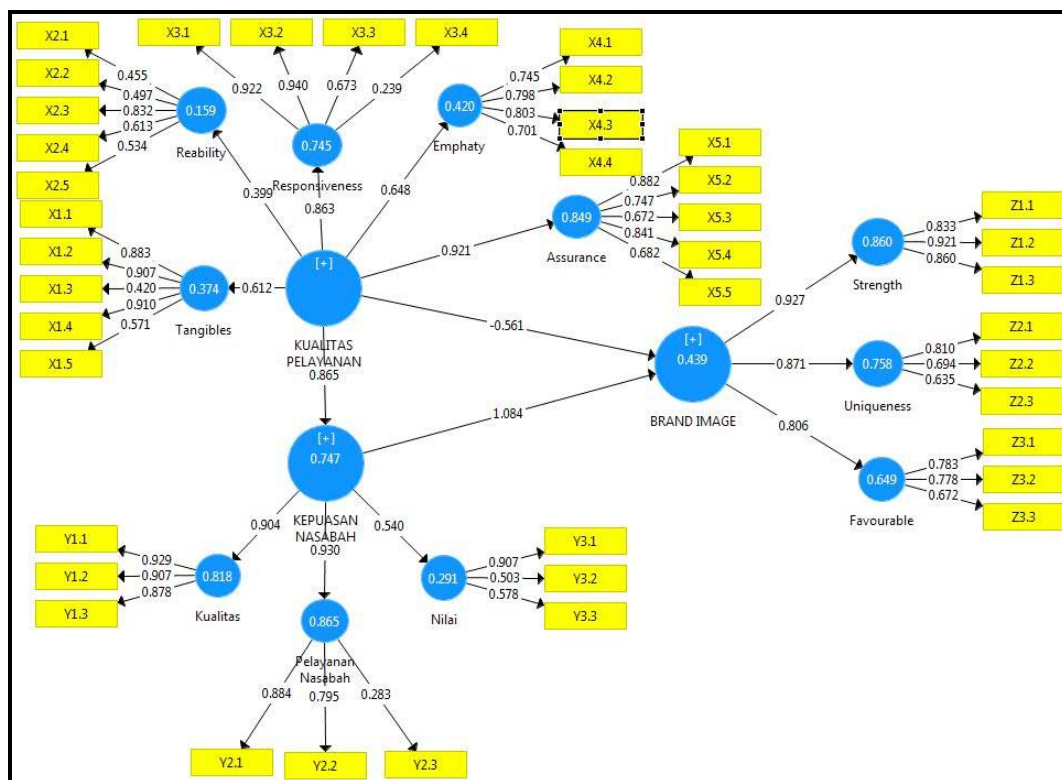 X2.1
X2.2
X2.3
X2.4
X2.5
0.455
0.497
0.832
0.613
0.534
0.159
Reability
X3.1
X3.2
X3.3
X3.4
0.922
0.940
0.673
0.239
0.745
Responsiveness
X4.1
X4.2
X4.3
X4.4
0.745
0.798
0.803
0.701
0.420
Emphaty
X5.1
X5.2
X5.3
X5.4
X5.5
0.882
0.747
0.672
0.841
0.682
0.849
Assurance
X1.1
X1.2
X1.3
X1.4
X1.5
0.883
0.907
0.420
0.910
0.571
0.374
Tangibles
0.399
0.863
0.648
0.921
0.612
[+]
KUALITAS
PELAYANAN
0.865
-0.561
1.084
[+]
0.439
BRAND IMAGE
0.927
0.871
0.806
0.860
Strength
0.833
0.921
0.860
Z1.1
Z1.2
Z1.3
0.758
Uniqueness
0.810
0.694
0.635
Z2.1
Z2.2
Z2.3
0.649
Favourable
0.783
0.778
0.672
Z3.1
Z3.2
Z3.3
[+]
0.747
KEPUASAN
NASABAH
0.904
0.930
0.540
Y1.1
Y1.2
Y1.3
0.929
0.907
0.878
0.818
Kualitas
0.865
Pelayanan
Nasabah
0.884
0.795
0.283
Y2.1
Y2.2
Y2.3
0.291
Nilai
0.907
0.503
0.578
Y3.1
Y3.2
Y3.3